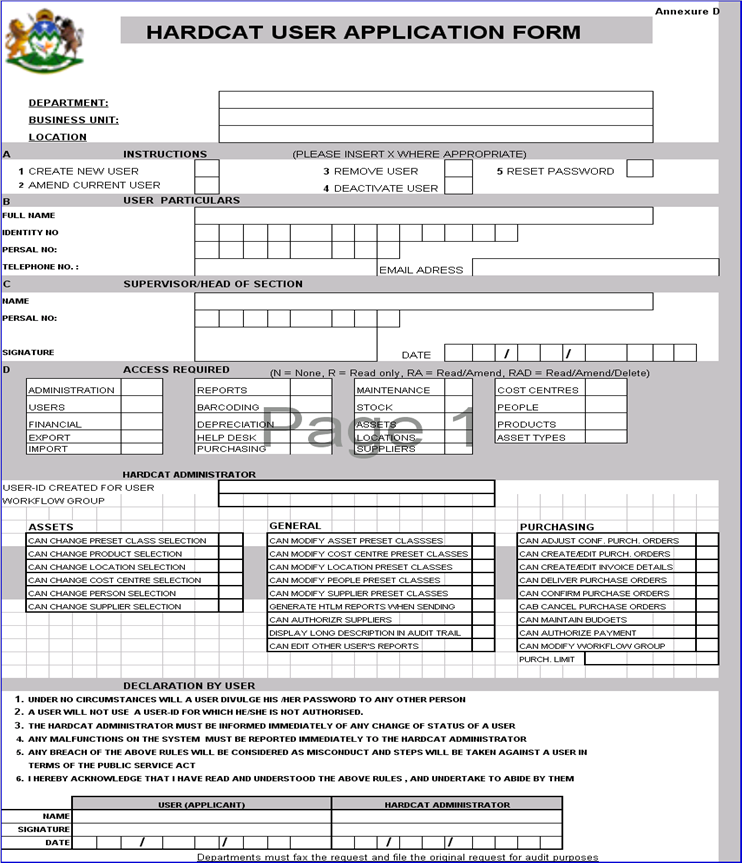 Annexure D
HARDCAT USER APPLICATION FORM
DEPARTMENT:
BUSINESS UNIT:
LOCATION
A INSTRUCTIONS (PLEASE INSERT X WHERE APPROPRIATE)
1 CREATE NEW USER 3 REMOVE USER 5 RESET PASSWORD
2 AMEND CURRENT USER 4 DEACTIVATE USER
B USER PARTICULARS
FULL NAME
IDENTITY NO
PERSAL NO:
TELEPHONE NO. : EMAIL ADRESS
C SUPERVISOR/HEAD OF SECTION
NAME
PERSAL NO:
SIGNATURE DATE / /
D ACCESS REQUIRED (N = None, R = Read only, RA = Read/Amend, RAD = Read/Amend/Delete)
ADMINISTRATION REPORTS MAINTENANCE COST CENTRES
USERS BARCODING STOCK PEOPLE
FINANCIAL DEPRECIATION ASSETS PRODUCTS
EXPORT HELP DESK LOCATIONS ASSET TYPES
IMPORT PURCHASING SUPPLIERS
Page 1
HARDCAT ADMINISTRATOR
USER-ID CREATED FOR USER
WORKFLOW GROUP
ASSETS GENERAL PURCHASING
CAN CHANGE PRESET CLASS SELECTION CAN MODIFY ASSET PRESET CLASSSES CAN ADJUST CONF. PURCH. ORDERS
CAN CHANGE PRODUCT SELECTION CAN MODIFY COST CENTRE PRESET CLASSES CAN CREATE/EDIT PURCH. ORDERS
CAN CHANGE LOCATION SELECTION CAN MODIFY LOCATION PRESET CLASSES CAN CREATE/EDIT INVOICE DETAILS
CAN CHANGE COST CENTRE SELECTION CAN MODIFY PEOPLE PRESET CLASSES CAN DELIVER PURCHASE ORDERS
CAN CHANGE PERSON SELECTION CAN MODIFY SUPPLIER PRESET CLASSES CAN CONFIRM PURCHASE ORDERS
CAN CHANGE SUPPLIER SELECTION GENERATE HTLM REPORTS WHEN SENDING CAB CANCEL PURCHASE ORDERS
CAN AUTHORIZR SUPPLIERS CAN MAINTAIN BUDGETS
DISPLAY LONG DESCRIPTION IN AUDIT TRAIL CAN AUTHORIZE PAYMENT
CAN EDIT OTHER USER'S REPORTS CAN MODIFY WORKFLOW GROUP
PURCH. LIMIT
DECLARATION BY USER
1. UNDER NO CIRCUMSTANCES WILL A USER DIVULGE HIS /HER PASSWORD TO ANY OTHER PERSON
2. A USER WILL NOT USE A USER-ID FOR WHICH HE/SHE IS NOT AUTHORISED.
3. THE HARDCAT ADMINISTRATOR MUST BE INFORMED IMMEDIATELY OF ANY CHANGE OF STATUS OF A USER
4. ANY MALFUNCTIONS ON THE SYSTEM MUST BE REPORTED IMMEDIATELY TO THE HARDCAT ADMINISTRATOR
5. ANY BREACH OF THE ABOVE RULES WILL BE CONSIDERED AS MISCONDUCT AND STEPS WILL BE TAKEN AGAINST A USER IN
TERMS OF THE PUBLIC SERVICE ACT
6. I HEREBY ACKNOWLEDGE THAT I HAVE READ AND UNDERSTOOD THE ABOVE RULES , AND UNDERTAKE TO ABIDE BY THEM
USER (APPLICANT) HARDCAT ADMINISTRATOR
NAME
SIGNATURE
DATE / / / /
Departments must fax the request and file the original request for audit purposes